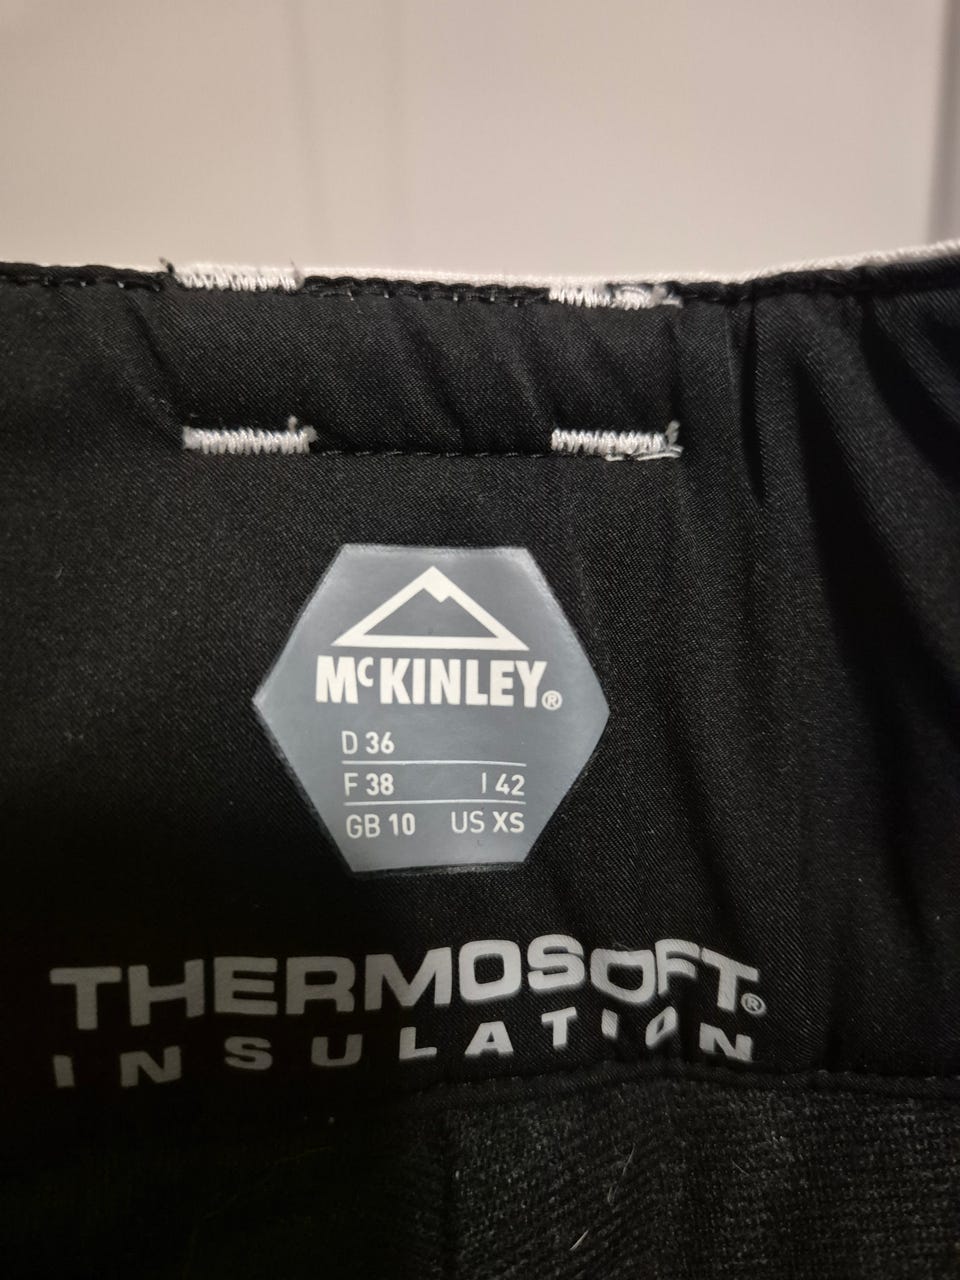 McKINLEY®
D 36
F 38 I 42
GB 10 US XS
THERMOSOFT®
INSULATION